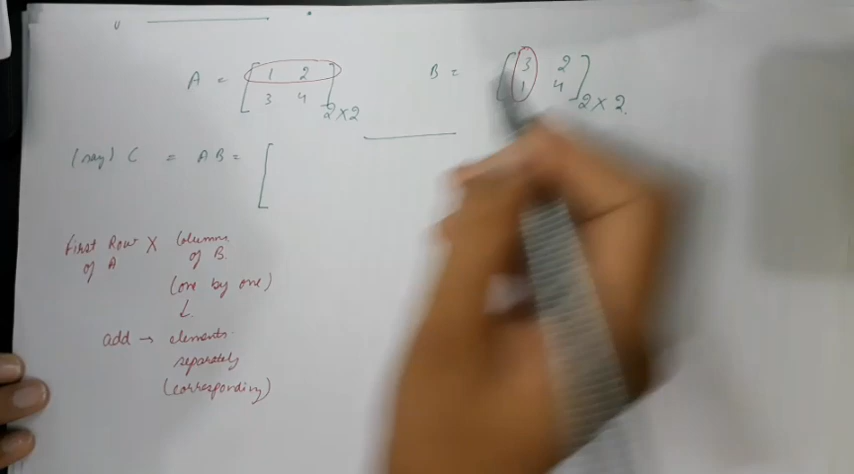 A = [ 1 2
3 4 ] 2×2
B = [ 3 2
1 4 ] 2×2.
(say) C = AB = [
First Row × Columns
of A of B.
(one by one)
↓
add → elements
separately
(corresponding)